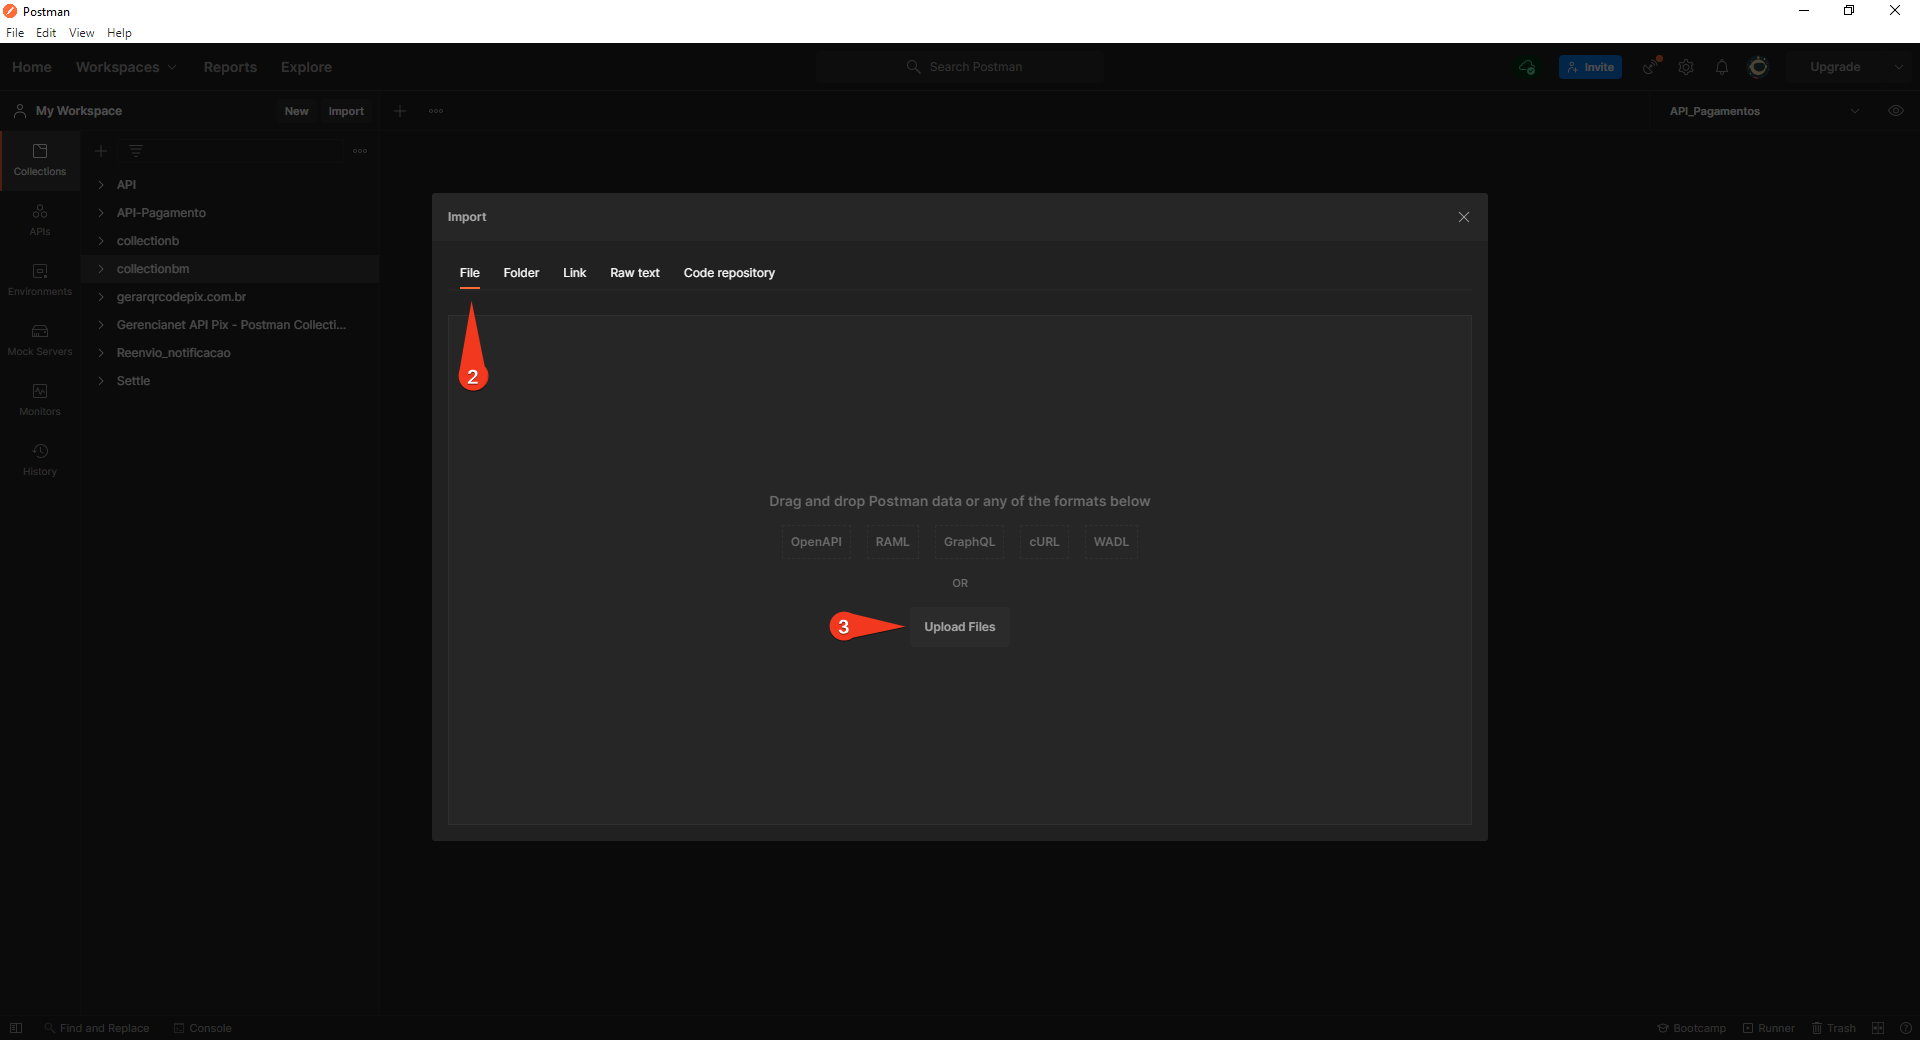 Postman
File Edit View Help
Home Workspaces Reports Explore Search Postman Invite Upgrade
My Workspace New Import API_Pagamentos
Collections
APIs
Environments
Mock Servers
Monitors
History
API
API-Pagamento
collectionb
collectionbm
gerarqrcodepix.com.br
Gerencianet API Pix - Postman Collecti...
Reenvio_notificacao
Settle
Import
File Folder Link Raw text Code repository
2
Drag and drop Postman data or any of the formats below
OpenAPI RAML GraphQL cURL WADL
OR
3 Upload Files
Find and Replace Console Bootcamp Runner Trash